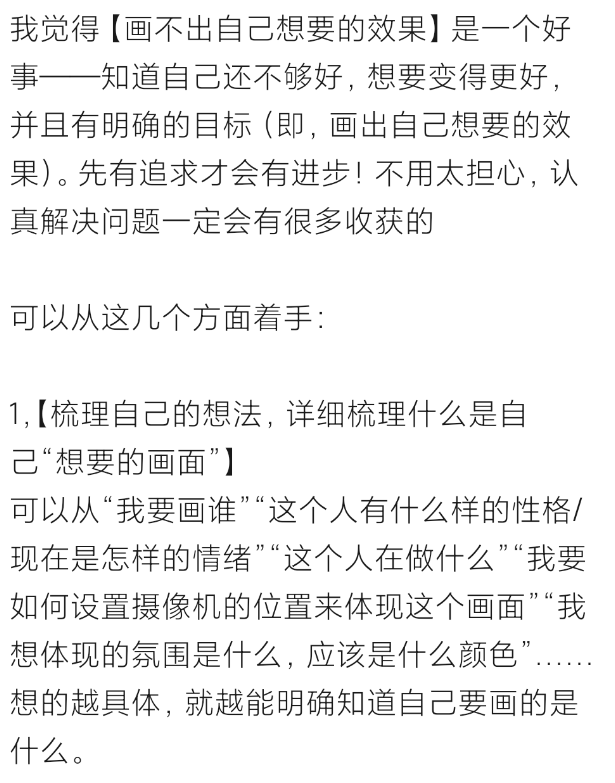 我觉得【画不出自己想要的效果】是一个好
事——知道自己还不够好，想要变得更好，
并且有明确的目标（即，画出自己想要的效
果）。先有追求才会有进步！不用太担心，认
真解决问题一定会有很多收获的
可以从这几个方面着手：
1,【梳理自己的想法，详细梳理什么是自
己“想要的画面”】
可以从“我要画谁”“这个人有什么样的性格/
现在是怎样的情绪”“这个人在做什么”“我要
如何设置摄像机的位置来体现这个画面”“我
想体现的氛围是什么，应该是什么颜色”……
想的越具体，就越能明确知道自己要画的是
什么。